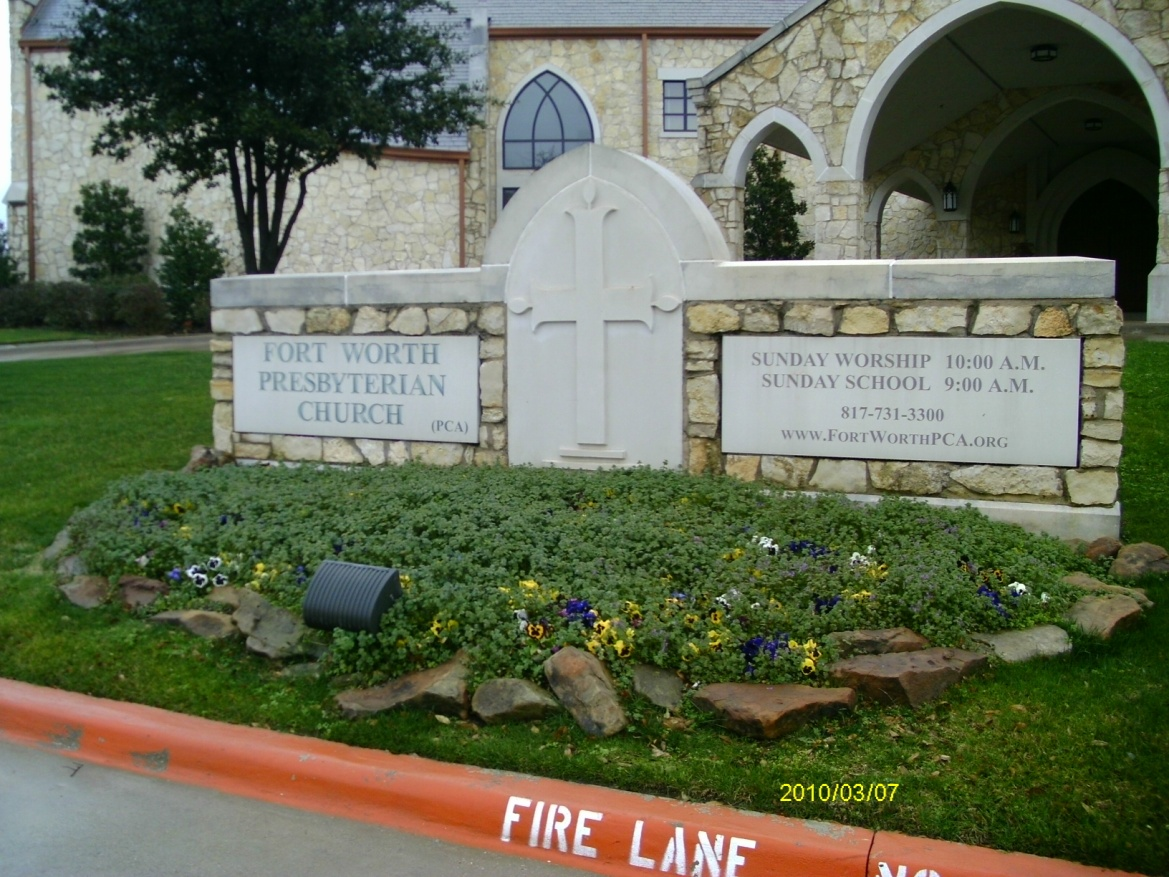 FORT WORTH
PRESBYTERIAN
CHURCH
(PCA)
SUNDAY WORSHIP 10:00 A.M.
SUNDAY SCHOOL 9:00 A.M.
817-731-3300
WWW.FORTWORTHPCA.ORG
2010/03/07
FIRE LANE